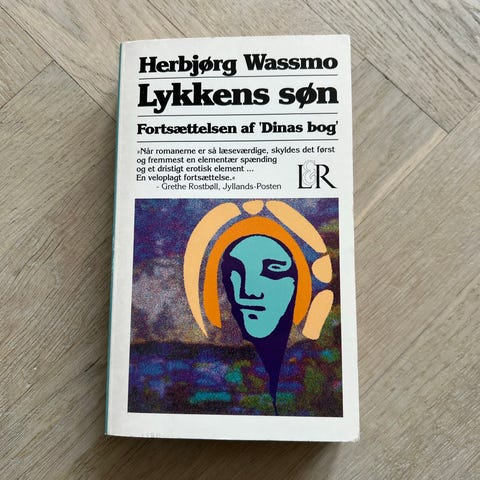 Herbjørg Wassmo
Lykkens søn
Fortsættelsen af 'Dinas bog'
»Når romanerne er så læseværdige, skyldes det først
og fremmest en elementær spænding
og et dristigt erotisk element ...
En veloplagt fortsættelse.«
- Grethe Rostbøll, Jyllands-Posten
L&R